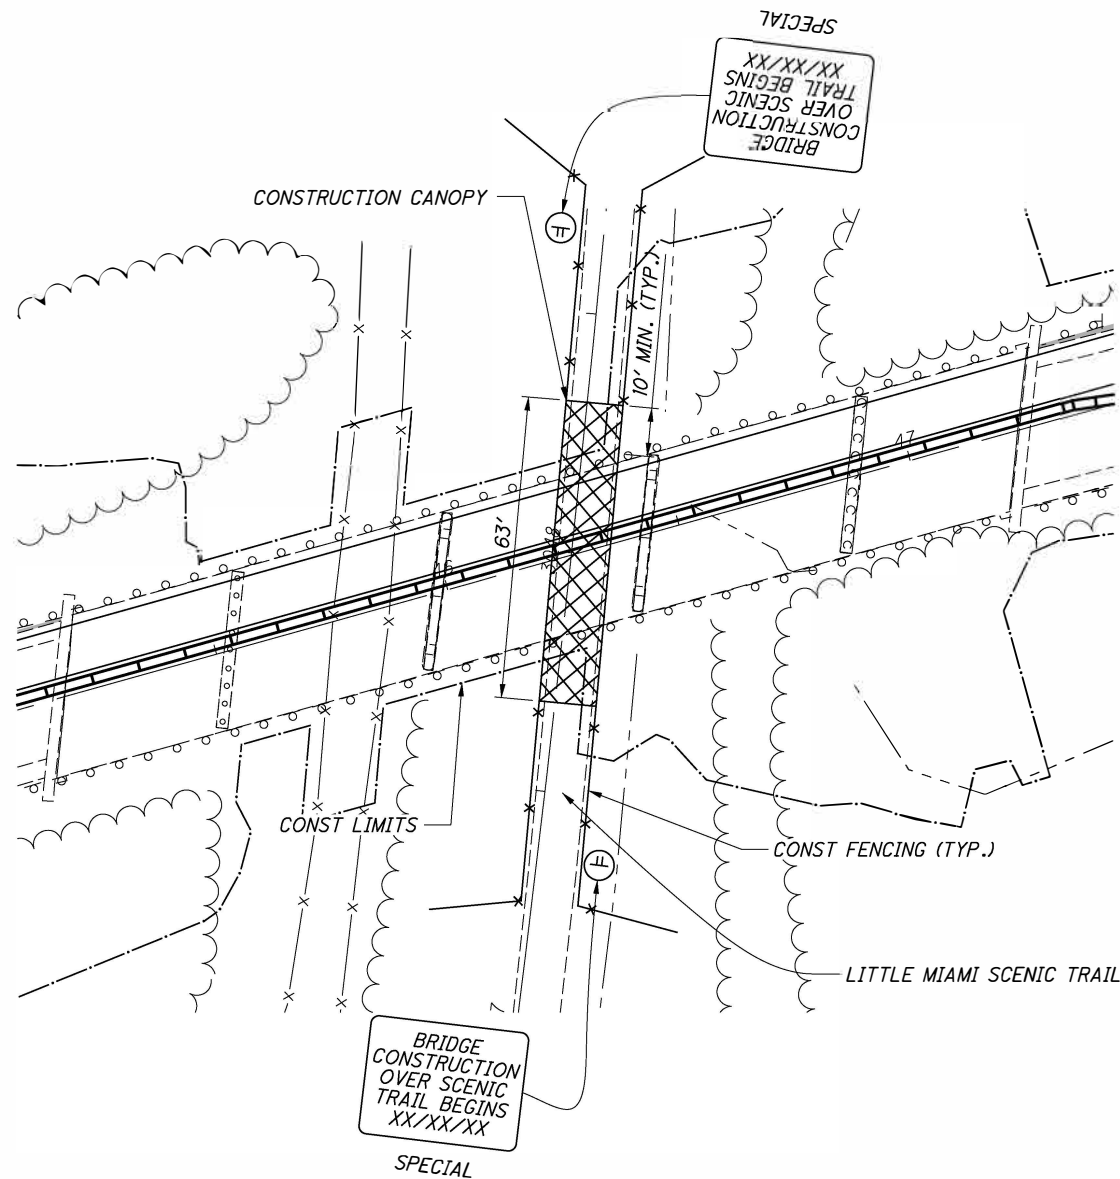 SPECIAL
BRIDGE
CONSTRUCTION
OVER SCENIC
TRAIL BEGINS
XX/XX/XX
CONSTRUCTION CANOPY
10' MIN. (TYP.)
47
63'
CONST LIMITS
CONST FENCING (TYP.)
LITTLE MIAMI SCENIC TRAIL
7
BRIDGE
CONSTRUCTION
OVER SCENIC
TRAIL BEGINS
XX/XX/XX
SPECIAL